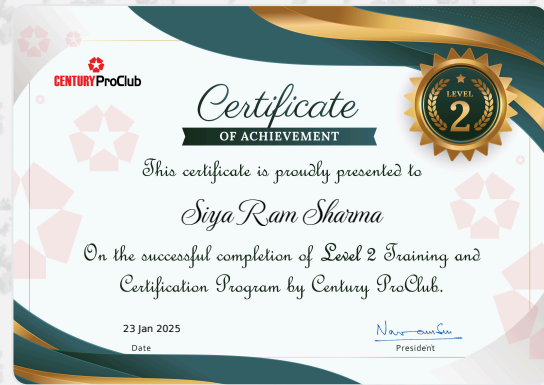 CENTURY ProClub
LEVEL
2
Certificate
OF ACHIEVEMENT
This certificate is proudly presented to
Siya Ram Sharma
On the successful completion of Level 2 Training and
Certification Program by Century ProClub.
23 Jan 2025
Date
President